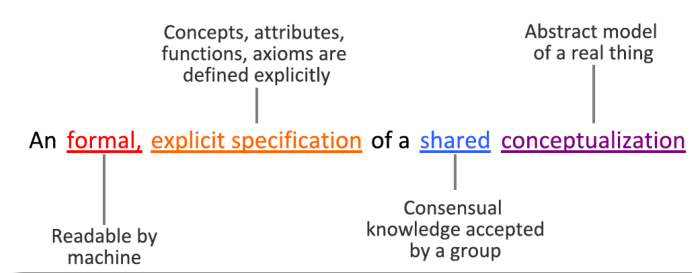 Concepts, attributes,
functions, axioms are
defined explicitly
Abstract model
of a real thing
An formal, explicit specification of a shared conceptualization
Readable by
machine
Consensual
knowledge accepted
by a group